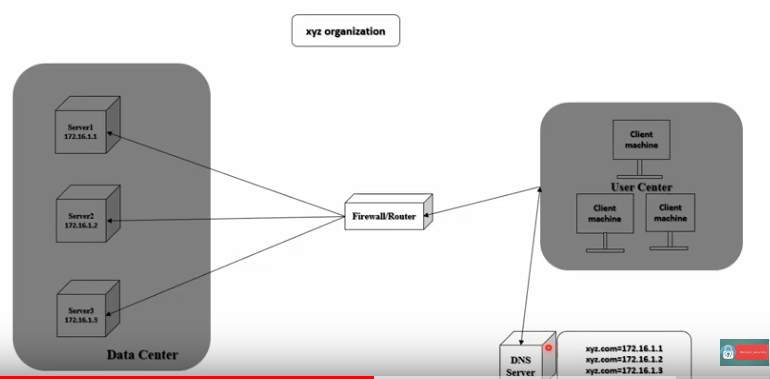 xyz organization
Server1
172.16.1.1
Server2
172.16.1.2
Server3
172.16.1.3
Data Center
Firewall/Router
Client
machine
User Center
Client
machine
Client
machine
DNS
Server
xyz.com=172.16.1.1
xyz.com=172.16.1.2
xyz.com=172.16.1.3